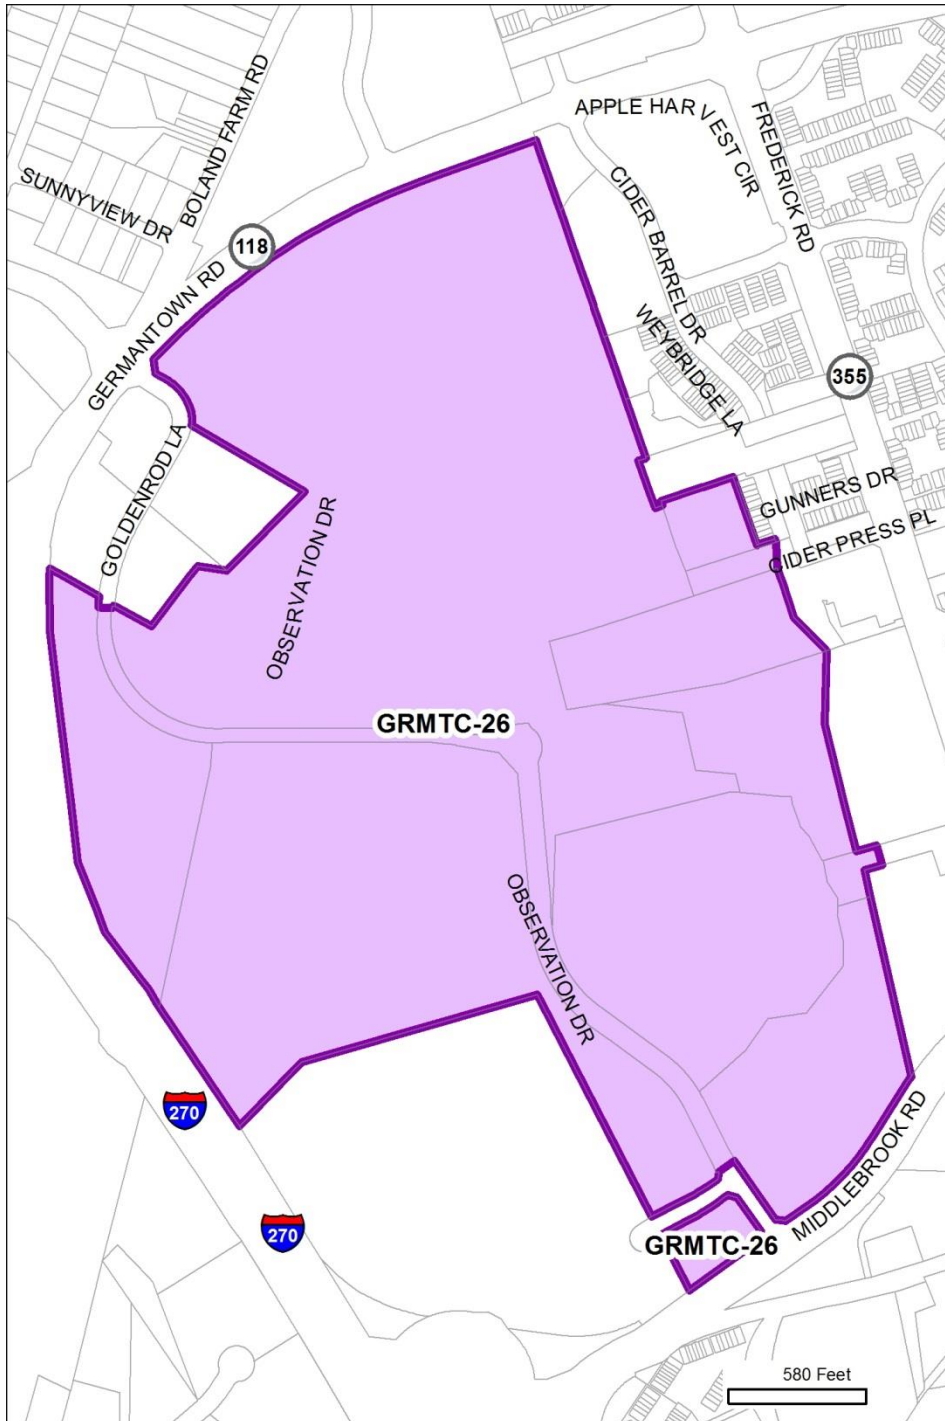 APPLE HARVEST CIR
FREDERICK RD
BOLAND FARM RD
SUNNYVIEW DR
CIDER BARREL DR
118
GERMANTOWN RD
WEYBRIDGE LA
355
GOLDENROD LA
GUNNERS DR
CIDER PRESS PL
OBSERVATION DR
GRMTC-26
OBSERVATION DR
270
MIDDLEBROOK RD
270
GRMTC-26
580 Feet